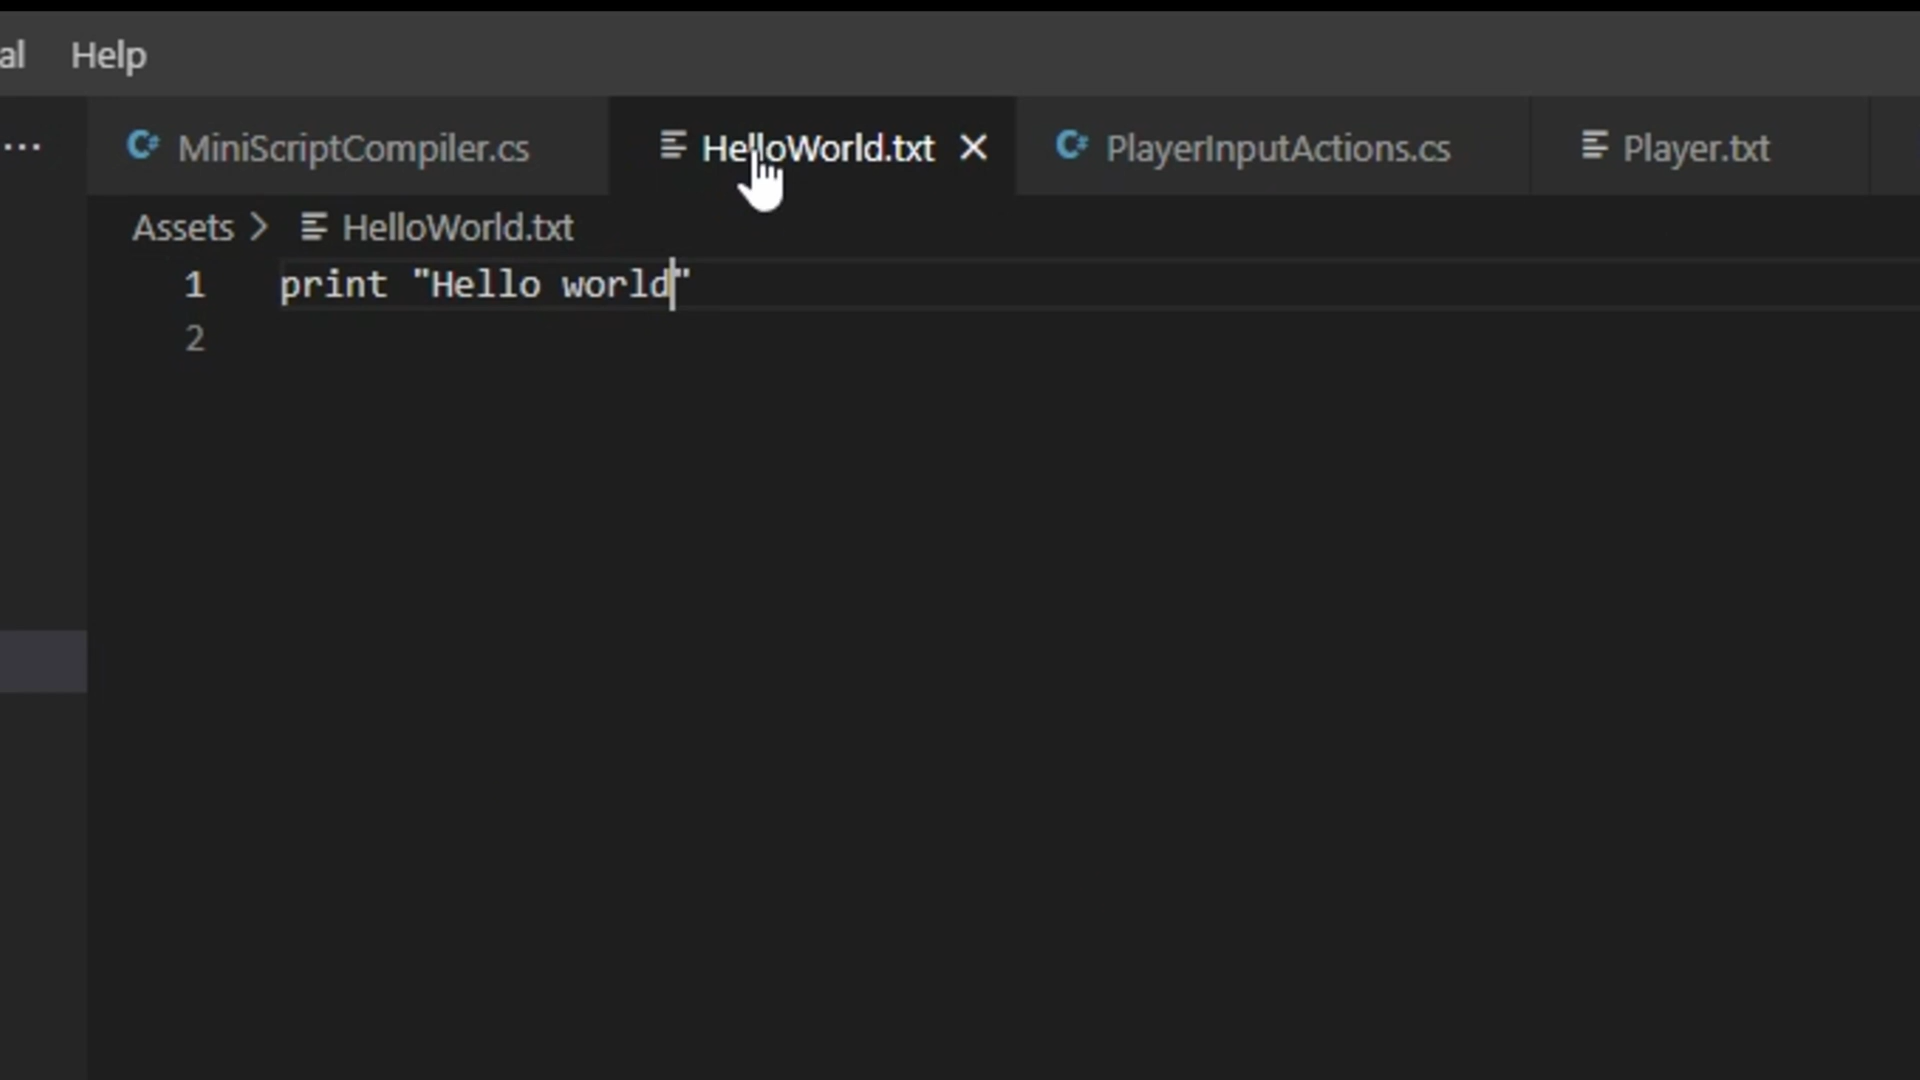 al Help
... MiniScriptCompiler.cs HelloWorld.txt PlayerInputActions.cs Player.txt
Assets > HelloWorld.txt
1 print "Hello world"
2